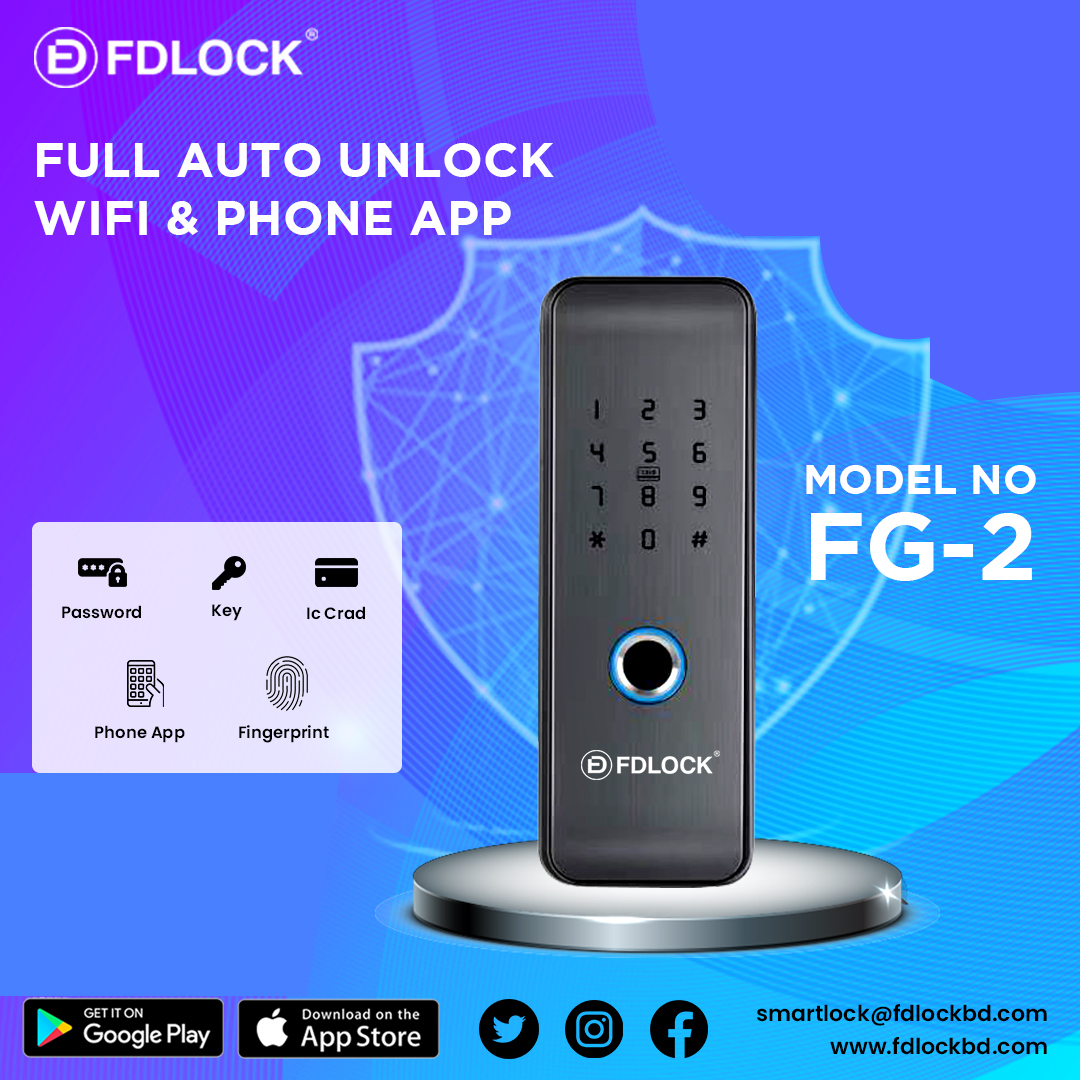 FDLOCK®
FULL AUTO UNLOCK
WIFI & PHONE APP
1 2 3
4 5 6
7 8 9
* 0 #
MODEL NO
FG-2
Password
Key
Ic Crad
Phone App
Fingerprint
FDLOCK®
GET IT ON
Google Play
Download on the
App Store
smartlock@fdlockbd.com
www.fdlockbd.com